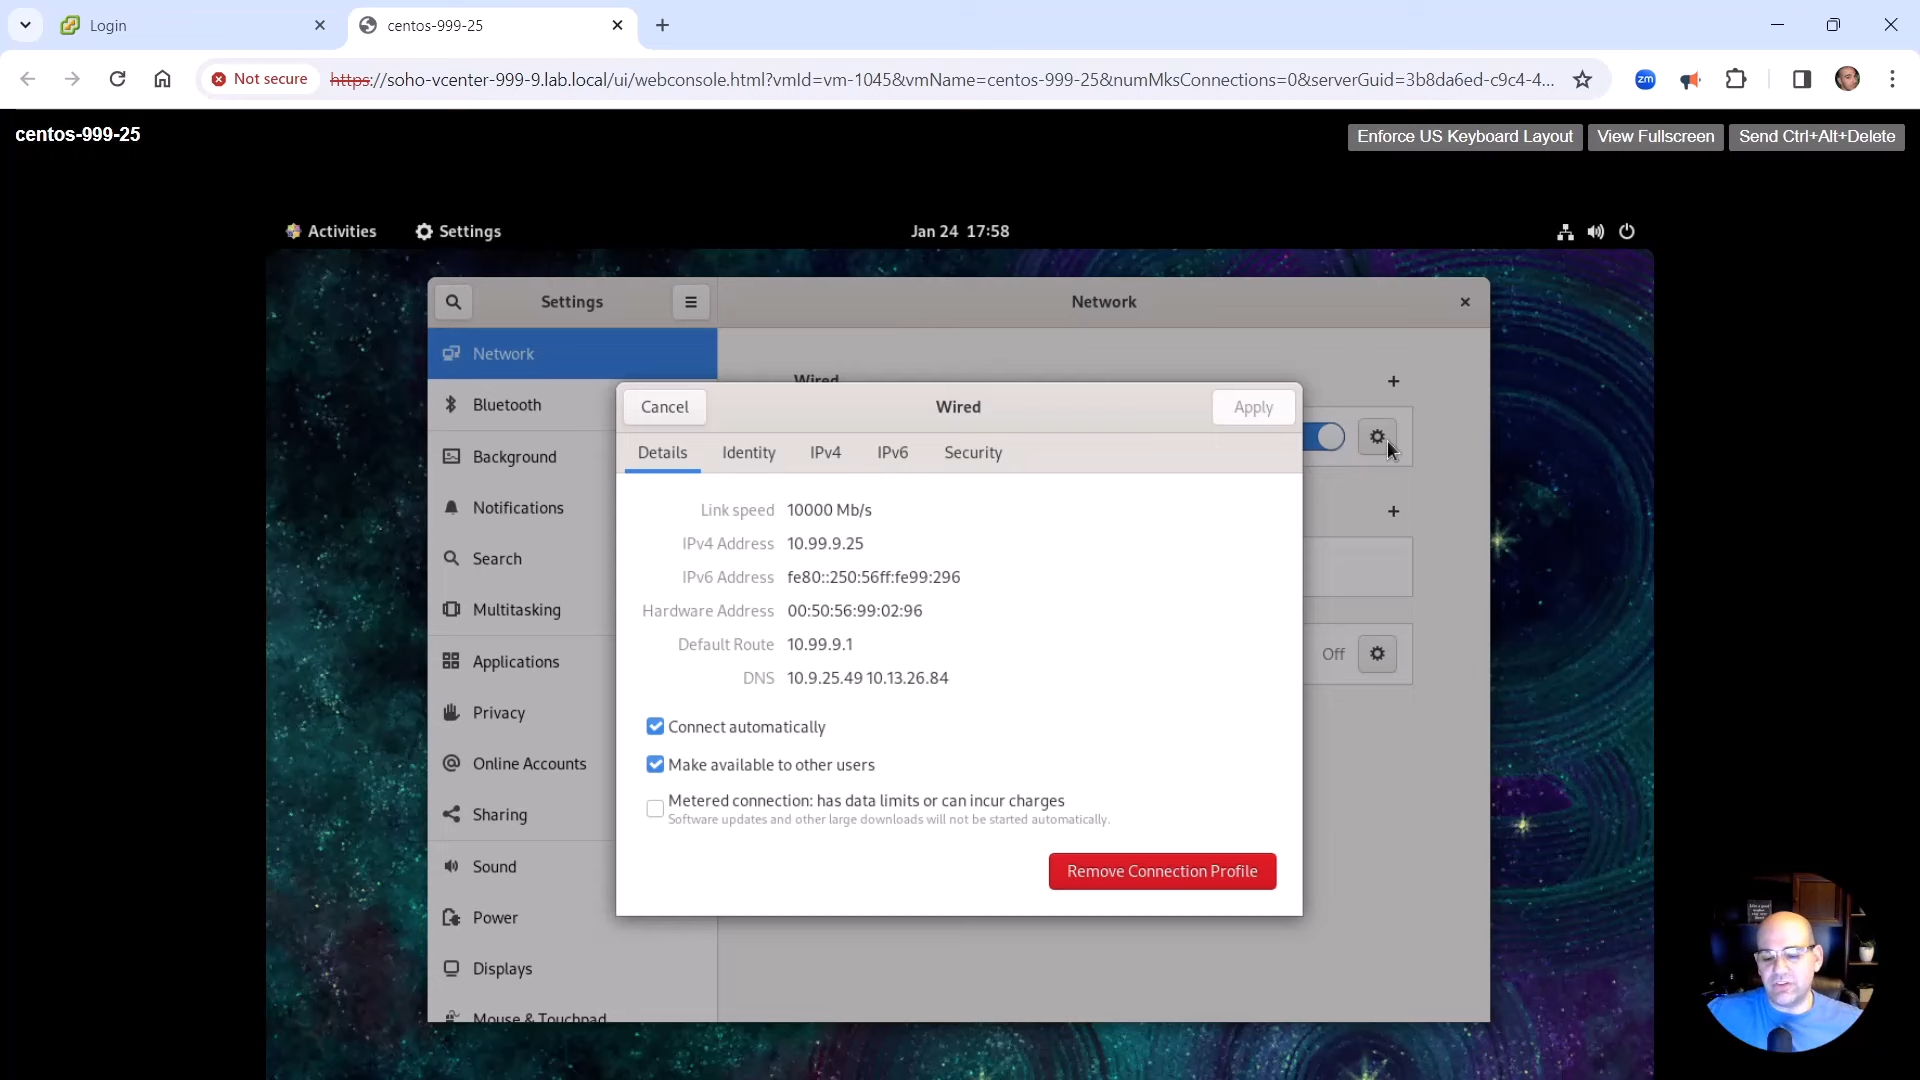 Login
centos-999-25
Not secure
https://soho-vcenter-999-9.lab.local/ui/webconsole.html?vmId=vm-1045&vmName=centos-999-25&numMksConnections=0&serverGuid=3b8da6ed-c9c4-4...
zm
centos-999-25
Enforce US Keyboard Layout
View Fullscreen
Send Ctrl+Alt+Delete
Activities
Settings
Jan 24 17:58
Settings
Network
Network
Bluetooth
Background
Notifications
Search
Multitasking
Applications
Privacy
Online Accounts
Sharing
Sound
Power
Displays
Mouse & Touchpad
Wired
Off
Cancel
Wired
Apply
Details
Identity
IPv4
IPv6
Security
Link speed 10000 Mb/s
IPv4 Address 10.99.9.25
IPv6 Address fe80::250:56ff:fe99:296
Hardware Address 00:50:56:99:02:96
Default Route 10.99.9.1
DNS 10.9.25.49 10.13.26.84
Connect automatically
Make available to other users
Metered connection: has data limits or can incur charges
Software updates and other large downloads will not be started automatically.
Remove Connection Profile